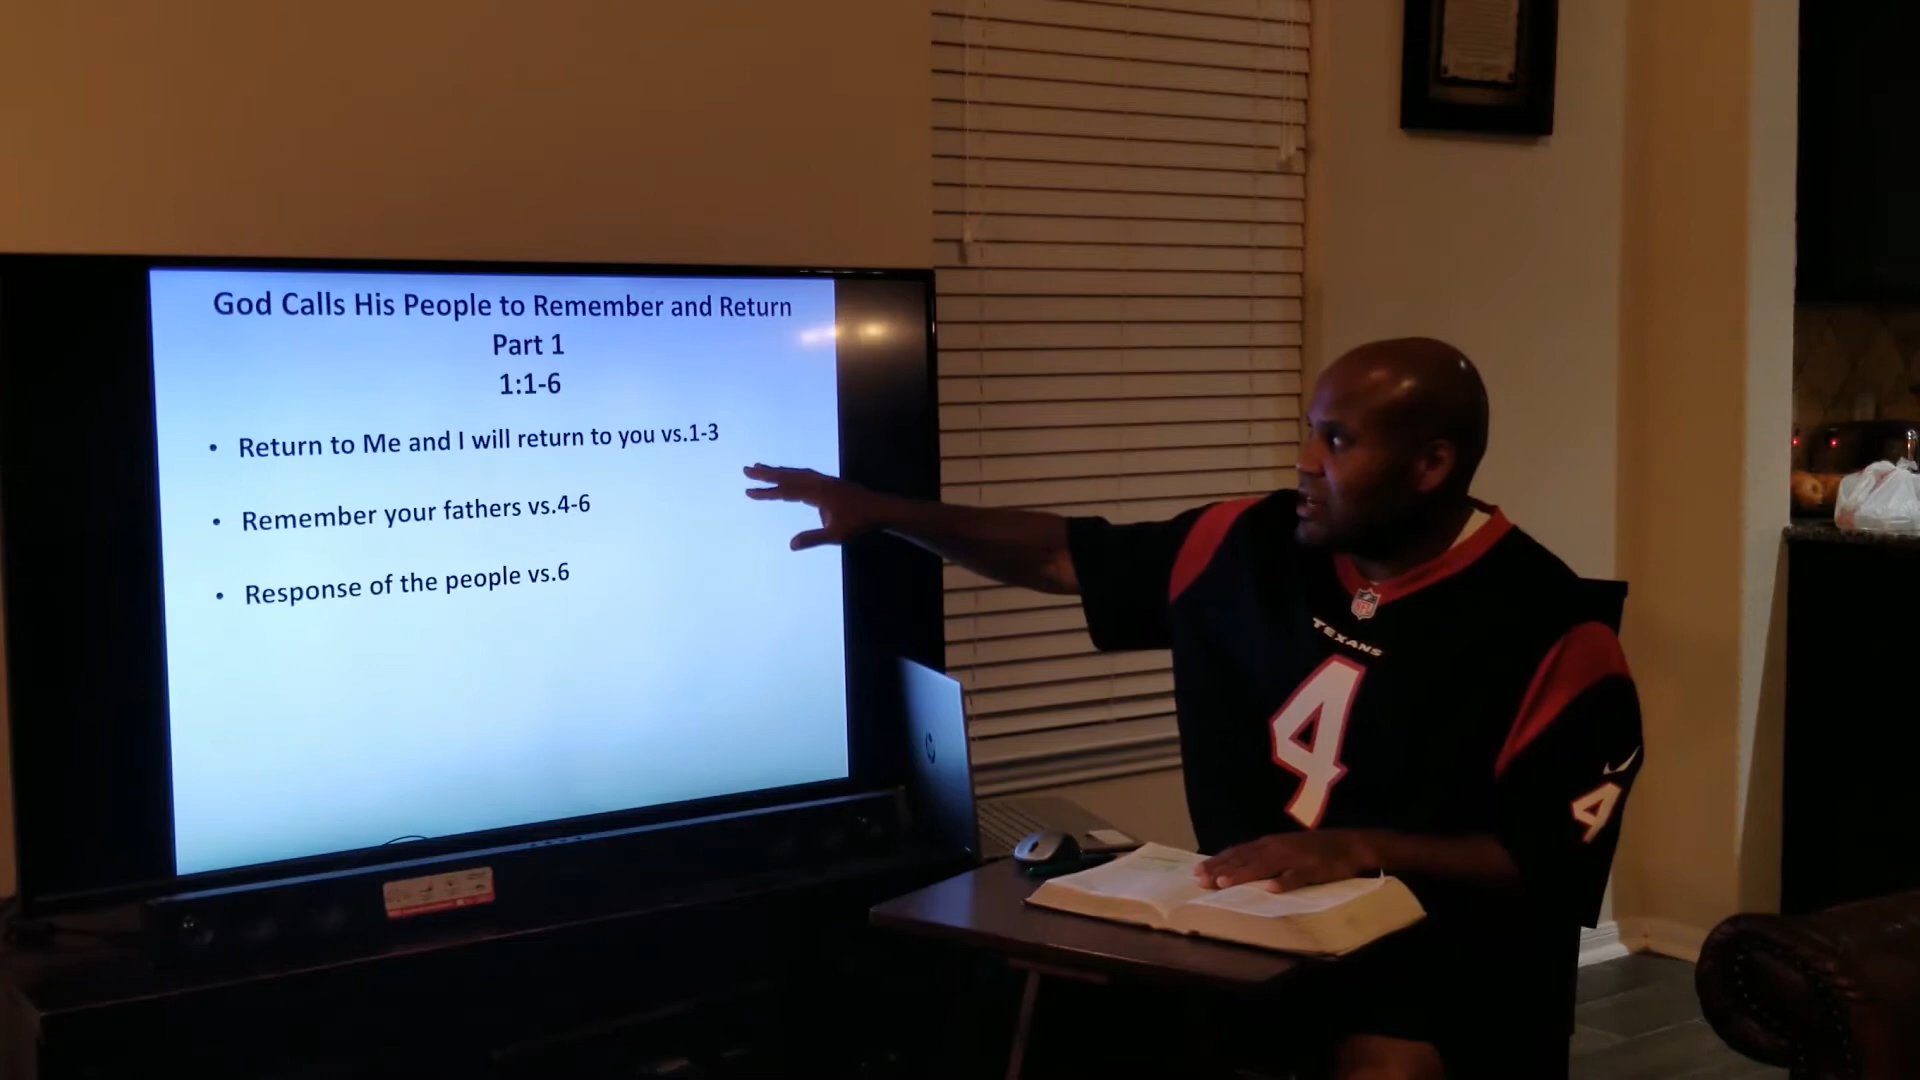 God Calls His People to Remember and Return
Part 1
1:1-6
• Return to Me and I will return to you vs.1-3
• Remember your fathers vs.4-6
• Response of the people vs.6
TEXANS
4
4
hp